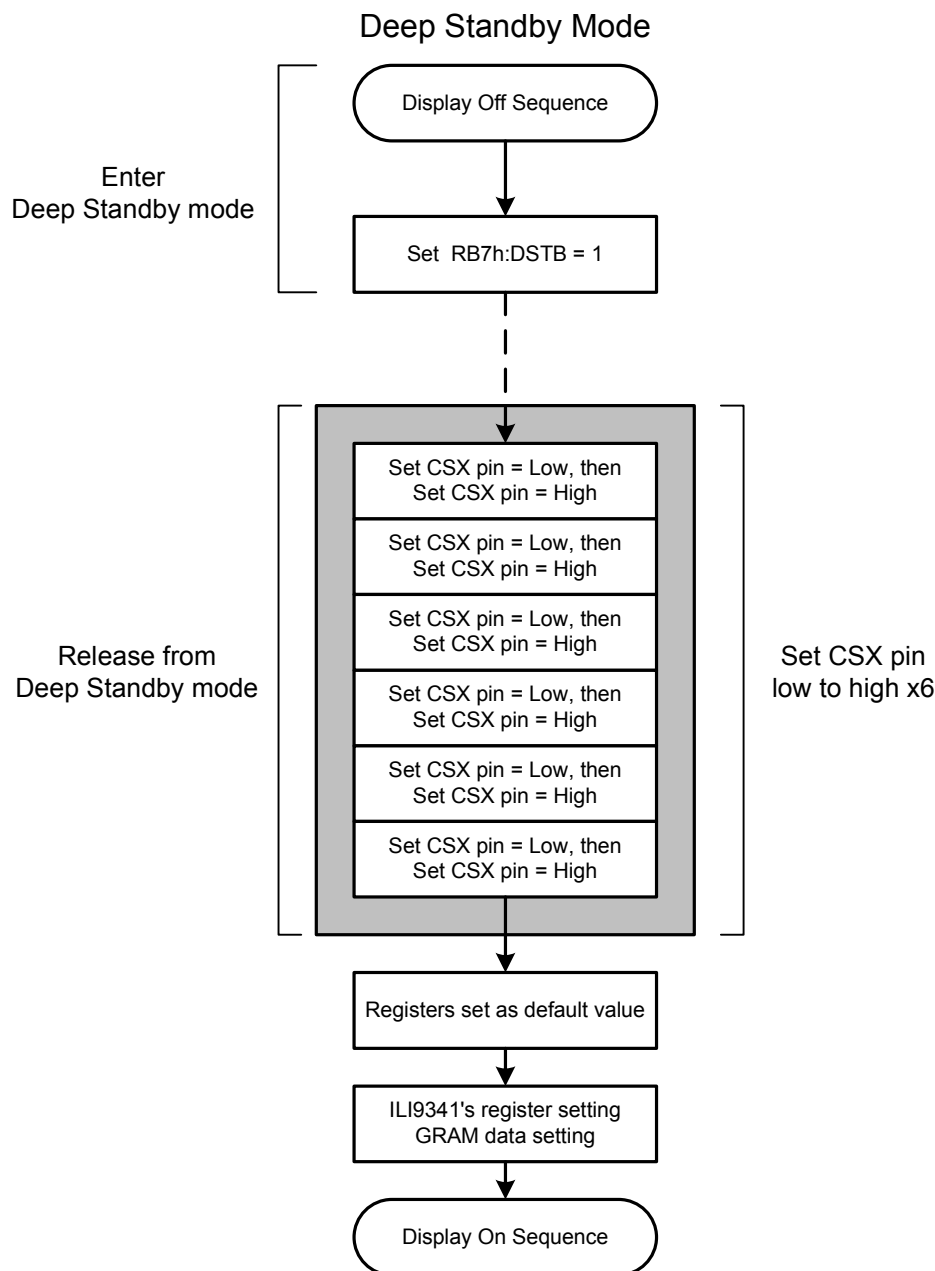 Deep Standby Mode
Display Off Sequence
Enter
Deep Standby mode
Set RB7h:DSTB = 1
Set CSX pin = Low, then
Set CSX pin = High
Set CSX pin = Low, then
Set CSX pin = High
Set CSX pin = Low, then
Set CSX pin = High
Release from
Deep Standby mode
Set CSX pin = Low, then
Set CSX pin = High
Set CSX pin
low to high x6
Set CSX pin = Low, then
Set CSX pin = High
Set CSX pin = Low, then
Set CSX pin = High
Registers set as default value
ILI9341's register setting
GRAM data setting
Display On Sequence